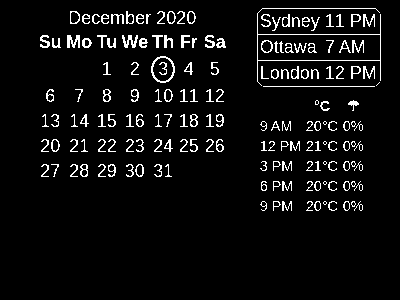 December 2020
Su Mo Tu We Th Fr Sa
1 2 3 4 5
6 7 8 9 10 11 12
13 14 15 16 17 18 19
20 21 22 23 24 25 26
27 28 29 30 31
Sydney 11 PM
Ottawa 7 AM
London 12 PM
°C ☂
9 AM 20°C 0%
12 PM 21°C 0%
3 PM 21°C 0%
6 PM 20°C 0%
9 PM 20°C 0%